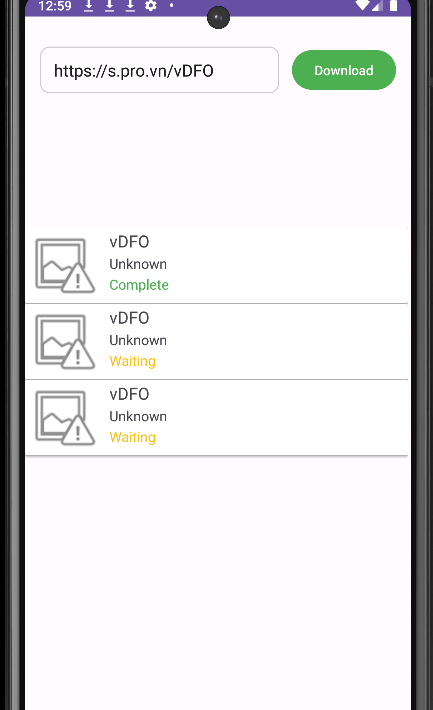 12:59
https://s.pro.vn/vDFO
Download
vDFO
Unknown
Complete
vDFO
Unknown
Waiting
vDFO
Unknown
Waiting